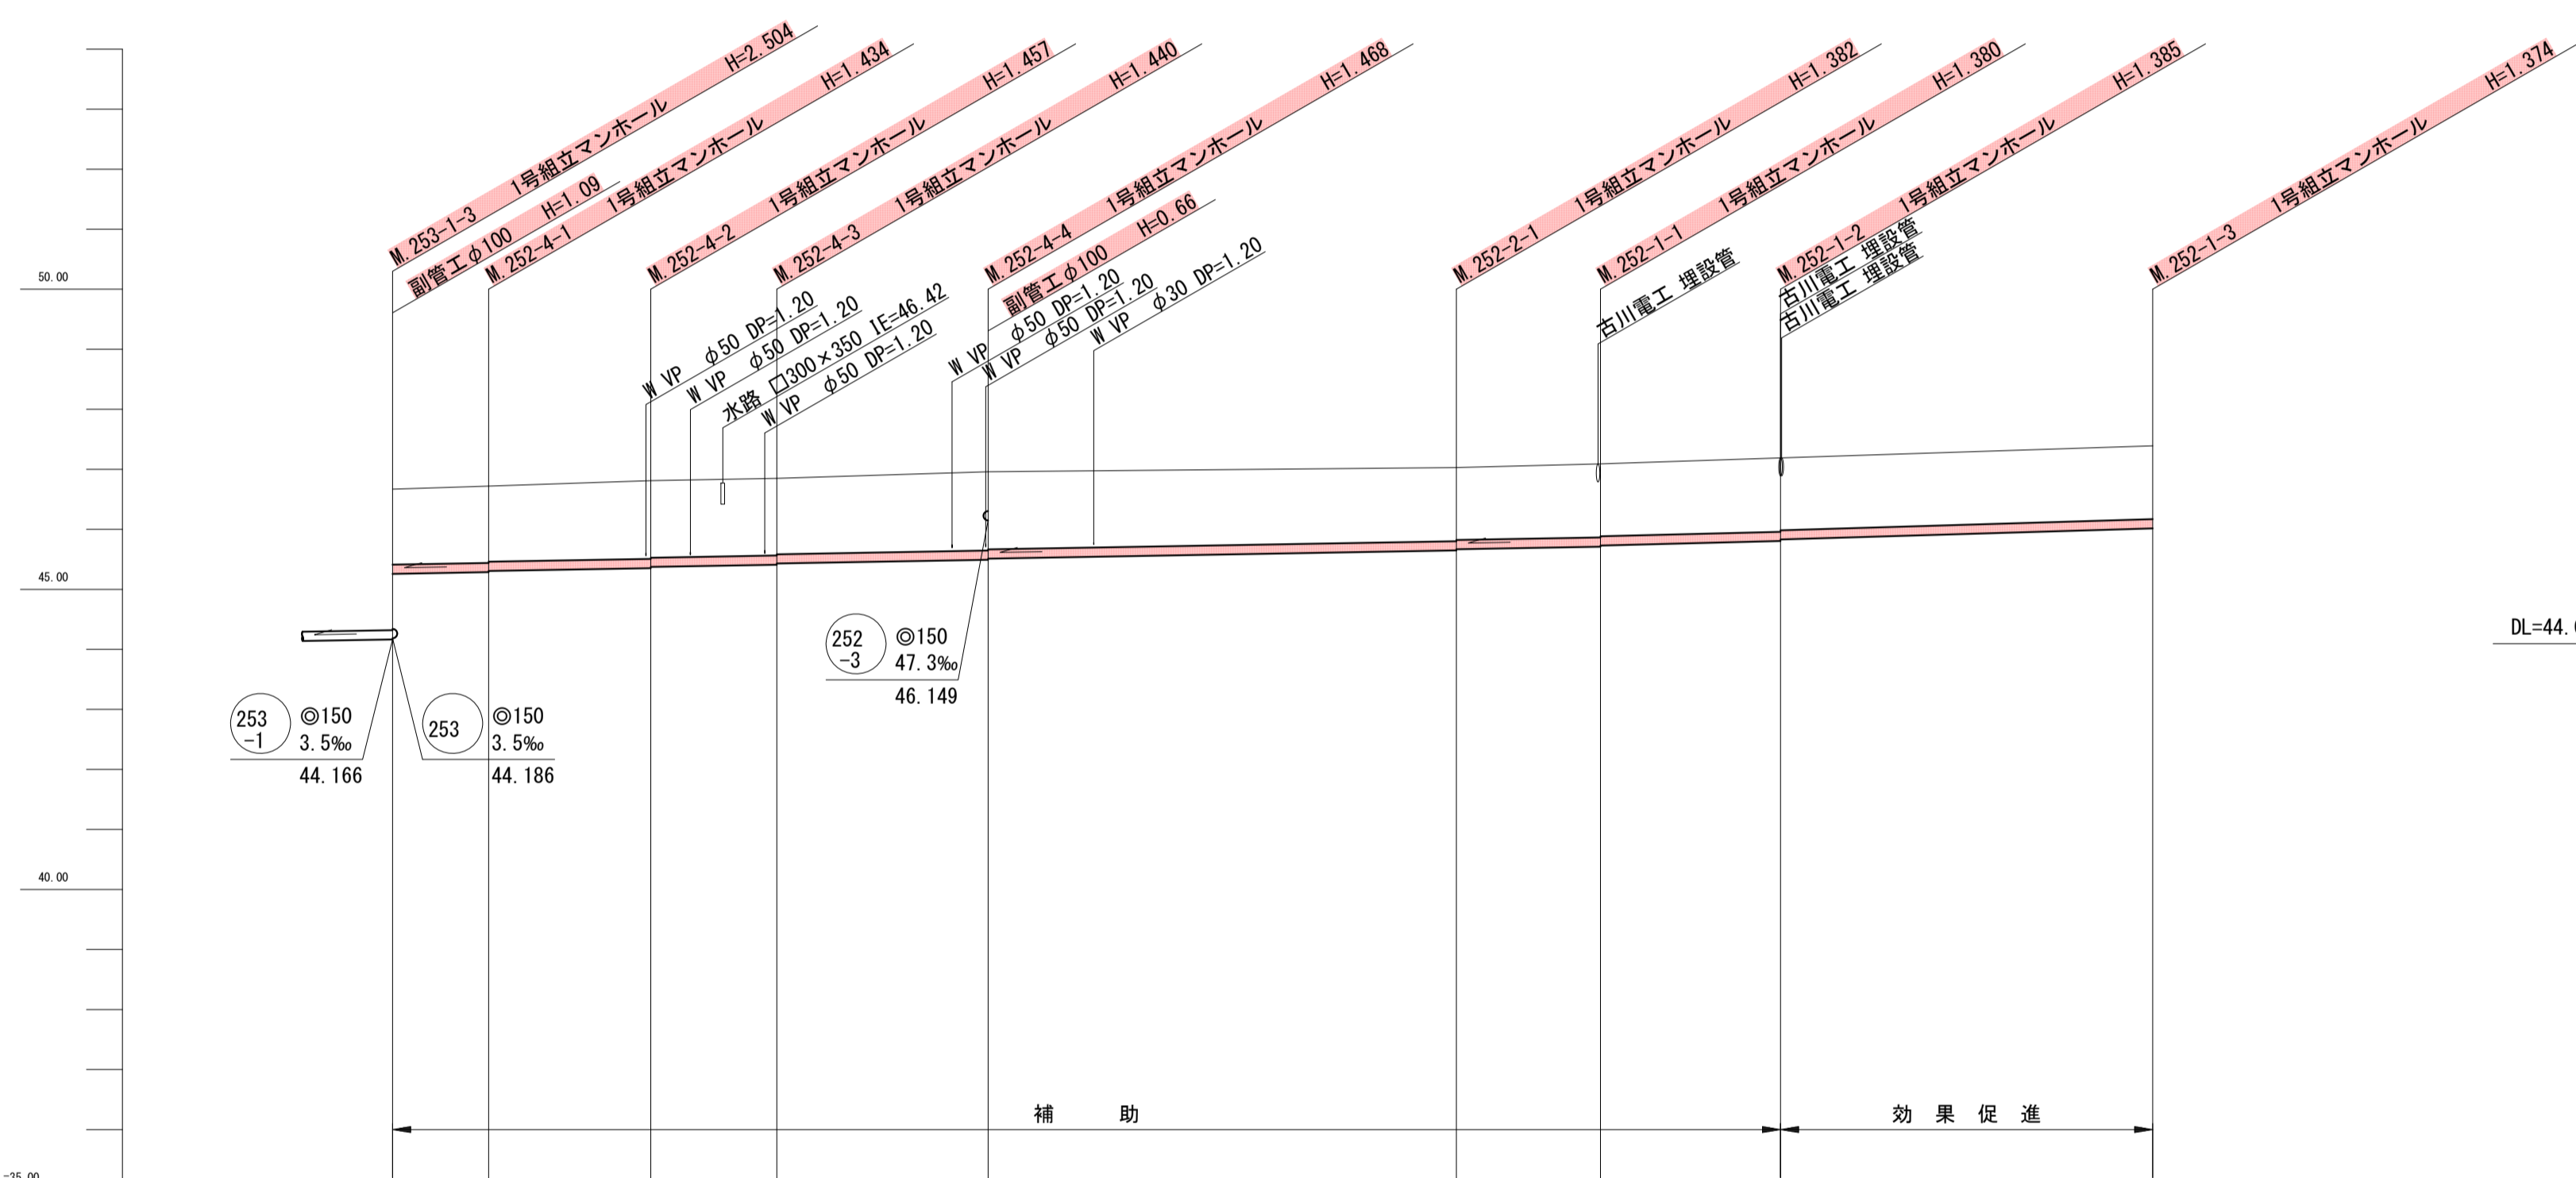 M.253-1-3 1号組立マンホール H=2.504
副管工φ100 H=1.09
M.252-4-1 1号組立マンホール H=1.434
M.252-4-2 1号組立マンホール H=1.457
M.252-4-3 1号組立マンホール H=1.440
M.252-4-4 1号組立マンホール H=1.468
副管工φ100 H=0.66
M.252-2-1 1号組立マンホール H=1.382
M.252-1-1 1号組立マンホール H=1.380
M.252-1-2 1号組立マンホール H=1.385
M.252-1-3 1号組立マンホール H=1.374
W VP φ50 DP=1.20
W VP φ50 DP=1.20
水路 □300×350 IE=46.42
W VP φ50 DP=1.20
W VP φ50 DP=1.20
W VP φ50 DP=1.20
W VP φ30 DP=1.20
古川電工 埋設管
古川電工 埋設管
古川電工 埋設管
50.00
45.00
40.00
DL=44.
252
-3
◎150
47.3‰
46.149
253
-1
◎150
3.5‰
44.166
253
◎150
3.5‰
44.186
補助
効果促進